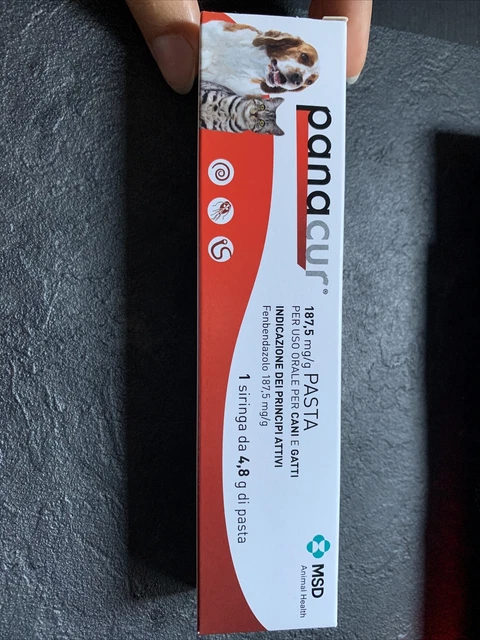 panacur®
187,5 mg/g PASTA
PER USO ORALE PER CANI E GATTI
INDICAZIONE DEI PRINCIPI ATTIVI
Fenbendazolo 187,5 mg/g
1 siringa da 4,8 g di pasta
MSD
Animal Health